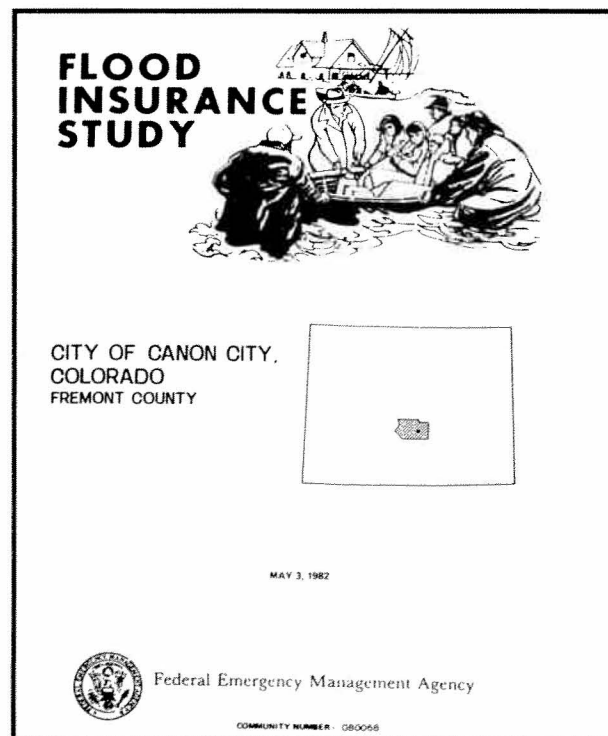 FLOOD
INSURANCE
STUDY
CITY OF CANON CITY,
COLORADO
FREMONT COUNTY
MAY 3, 1982
Federal Emergency Management Agency
COMMUNITY NUMBER - 080068